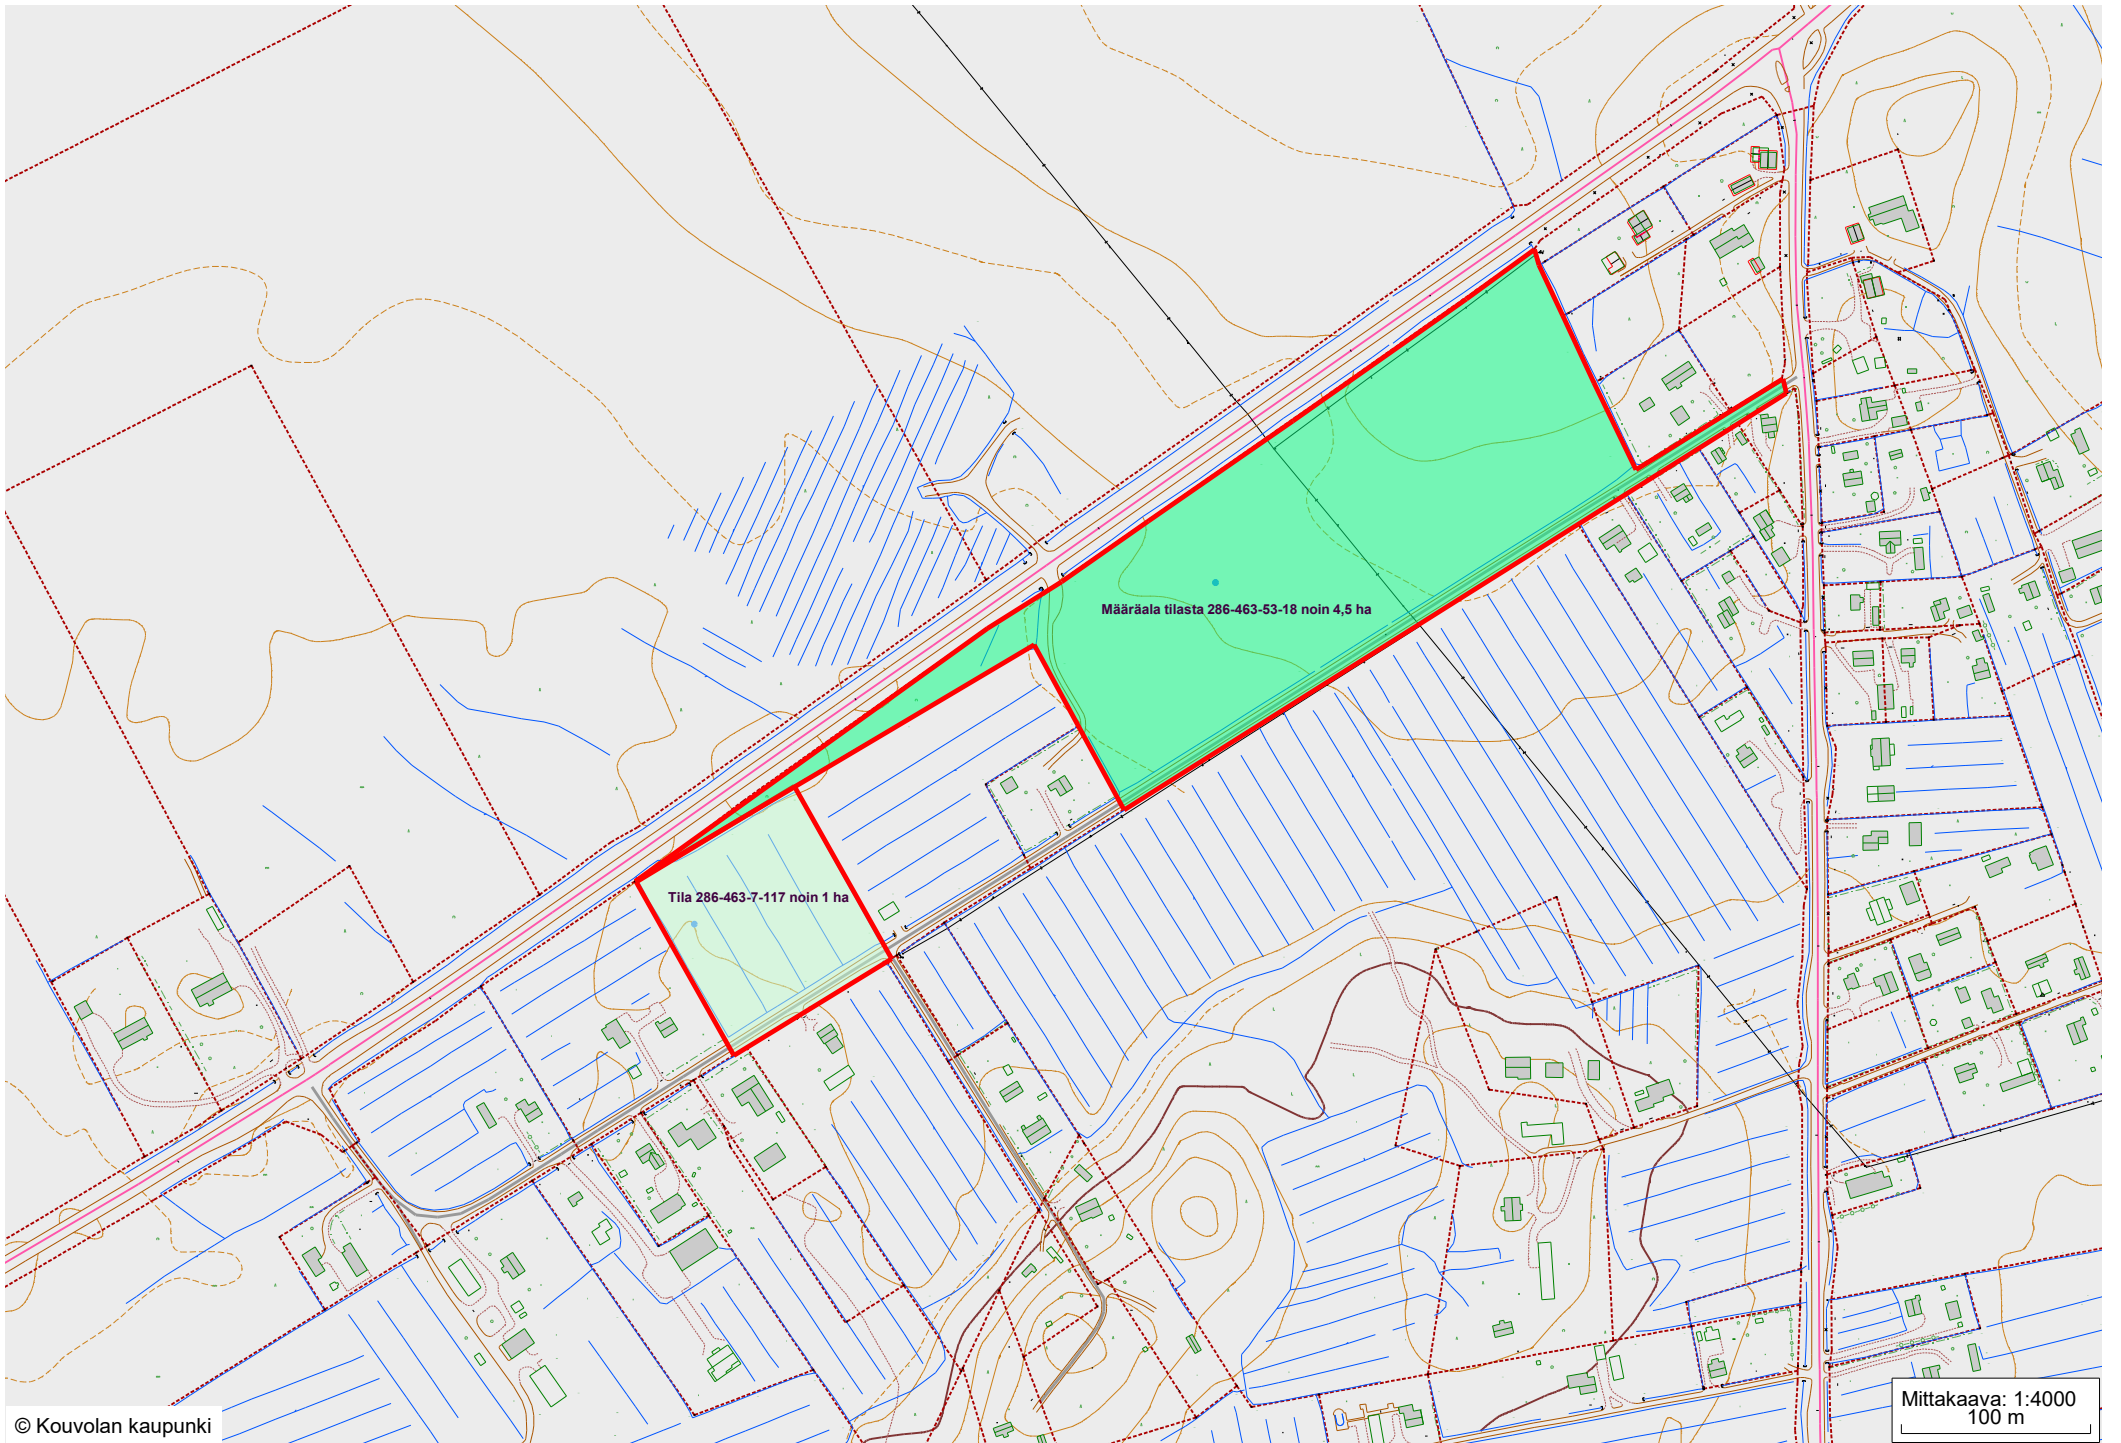 Määräala tilasta 286-463-53-18 noin 4,5 ha
Tila 286-463-7-117 noin 1 ha
© Kouvolan kaupunki
Mittakaava: 1:4000
100 m